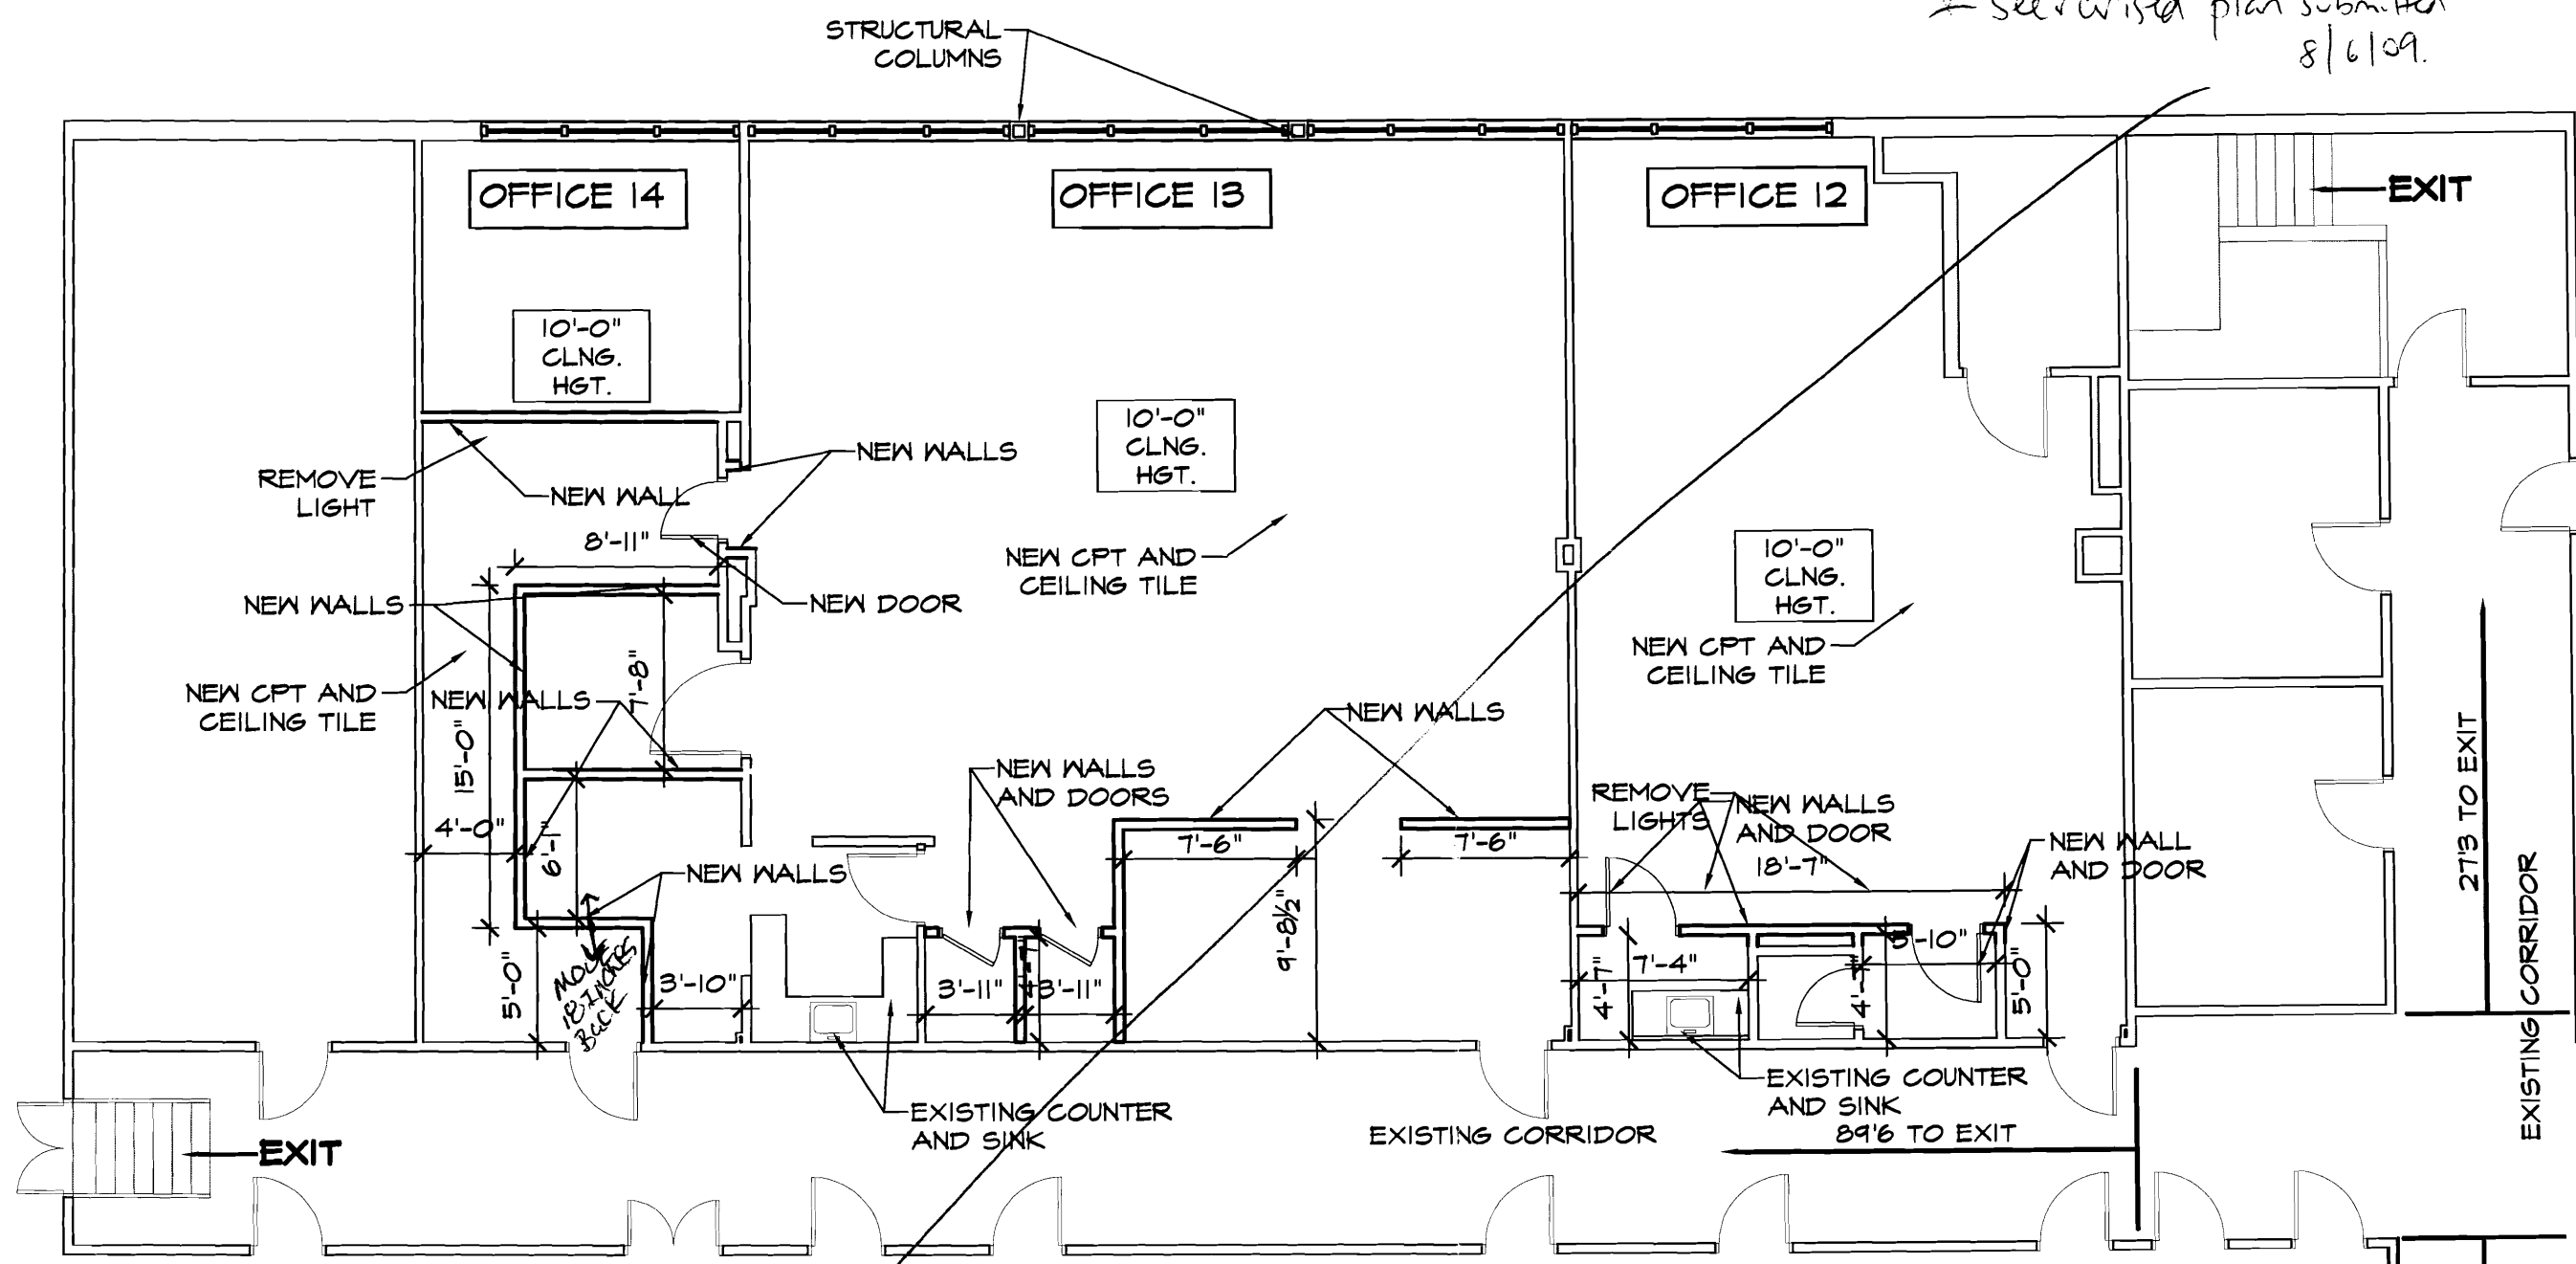 * See revised plan submitted
8/6/09.
STRUCTURAL
COLUMNS
OFFICE 14
OFFICE 13
OFFICE 12
EXIT
10'-0"
CLNG.
HGT.
10'-0"
CLNG.
HGT.
10'-0"
CLNG.
HGT.
REMOVE
LIGHT
NEW WALL
NEW WALLS
8'-11"
NEW CPT AND
CEILING TILE
NEW WALLS
NEW DOOR
NEW CPT AND
CEILING TILE
NEW CPT AND
CEILING TILE
NEW WALLS
7'-8"
15'-0"
NEW WALLS
NEW WALLS
AND DOORS
REMOVE
LIGHTS
NEW WALLS
AND DOOR
18'-7"
NEW WALL
AND DOOR
4'-0"
6'-1"
NEW WALLS
7'-6"
7'-6"
9'-8½"
27'3 TO EXIT
EXISTING CORRIDOR
5'-0"
MOVE
18 INCHES
BACK
3'-10"
3'-11"
3'-11"
4'-7"
7'-4"
4'-7"
-10"
5'-0"
EXISTING COUNTER
AND SINK
EXISTING COUNTER
AND SINK
EXISTING CORRIDOR
89'6 TO EXIT
EXIT